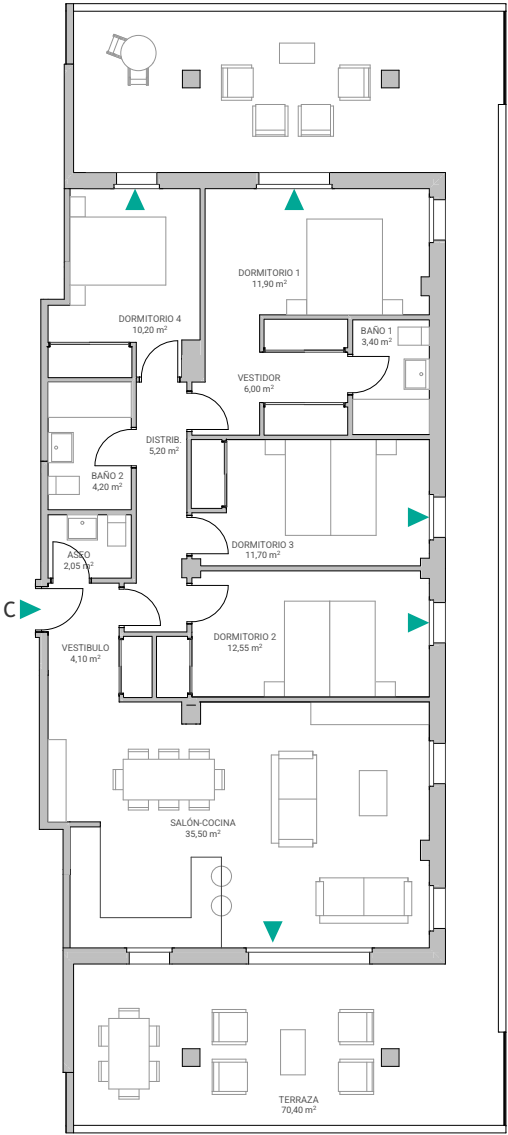 DORMITORIO 1
11,90 m²
DORMITORIO 4
10,20 m²
BAÑO 1
3,40 m²
VESTIDOR
6,00 m²
DISTRIB.
5,20 m²
BAÑO 2
4,20 m²
DORMITORIO 3
11,70 m²
ASEO
2,05 m²
C
DORMITORIO 2
12,55 m²
VESTIBULO
4,10 m²
SALÓN-COCINA
35,50 m²
TERRAZA
70,40 m²